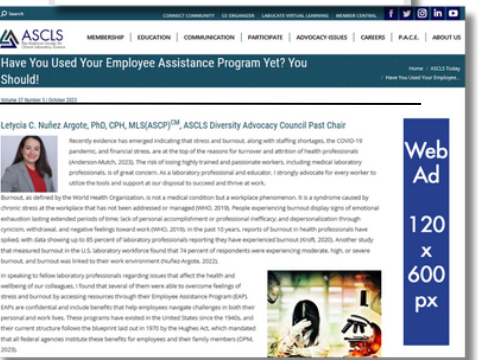 Search
CONNECT COMMUNITY CE ORGANIZER LABUCATE VIRTUAL LEARNING MEMBER CENTRAL
ASCLS
The American Society for
Clinical Laboratory Science
MEMBERSHIP EDUCATION COMMUNICATION PARTICIPATE ADVOCACY-ISSUES CAREERS P.A.C.E. ABOUT US
Have You Used Your Employee Assistance Program Yet? You
Should!
Home / ASCLS Today
/ Have You Used Your Employee...
Volume 37 Number 5 | October 2023
Letycia C. Nuñez Argote, PhD, CPH, MLS(ASCP)CM, ASCLS Diversity Advocacy Council Past Chair
Recently evidence has emerged indicating that stress and burnout, along with staffing shortages, the COVID-19
pandemic, and financial stress, are at the top of the reasons for turnover and attrition of health professionals
(Anderson-Mutch, 2023). The risk of losing highly trained and passionate workers, including medical laboratory
professionals, is of great concern. As a laboratory professional and educator, I strongly advocate for every worker to
utilize the tools and support at our disposal to succeed and thrive at work.
Burnout, as defined by the World Health Organization, is not a medical condition but a workplace phenomenon. It is a syndrome caused by
chronic stress at the workplace that has not been addressed or managed (WHO, 2019). People experiencing burnout display signs of emotional
exhaustion lasting extended periods of time; lack of personal accomplishment or professional inefficacy; and depersonalization through
cynicism, withdrawal, and negative feelings toward work (WHO, 2019). In the past 10 years, reports of burnout in health professionals have
spiked, with data showing up to 85 percent of laboratory professionals reporting they have experienced burnout (Kroft, 2020). Another study
that measured burnout in the U.S. laboratory workforce found that 74 percent of respondents were experiencing moderate, high, or severe
burnout, and burnout was linked to their work environment (Nuñez-Argote, 2022).
In speaking to fellow laboratory professionals regarding issues that affect the health and
wellbeing of our colleagues, I found that several of them were able to overcome feelings of
stress and burnout by accessing resources through their Employee Assistance Program (EAP).
EAPs are confidential and include benefits that help employees navigate challenges in both their
personal and work lives. These programs have existed in the United States since the 1940s, and
their current structure follows the blueprint laid out in 1970 by the Hughes Act, which mandated
that all federal agencies institute these benefits for employees and their family members (OPM,
2023).
Web
Ad
120
x
600
px